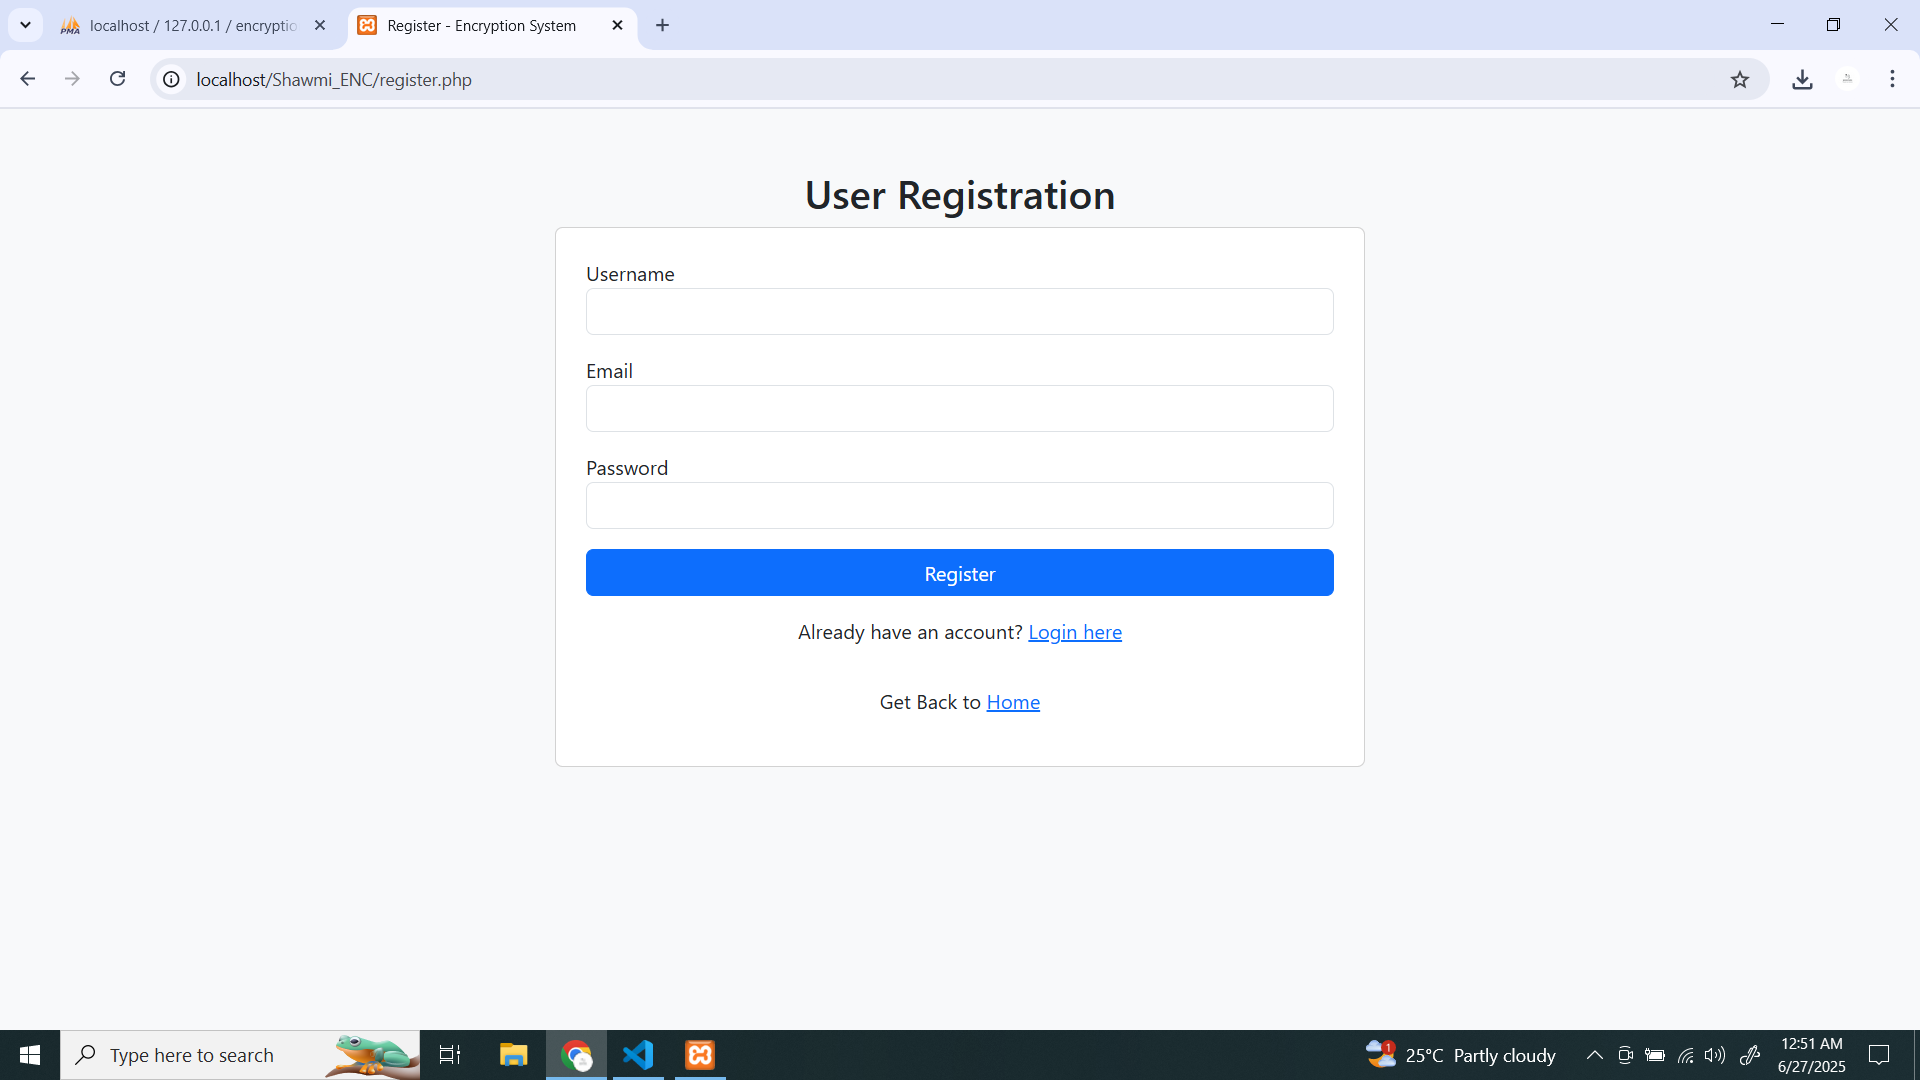 PMA localhost / 127.0.0.1 / encryptio
Register - Encryption System
localhost/Shawmi_ENC/register.php
User Registration
Username
Email
Password
Register
Already have an account? Login here
Get Back to Home
Type here to search
1
25°C Partly cloudy
12:51 AM
6/27/2025